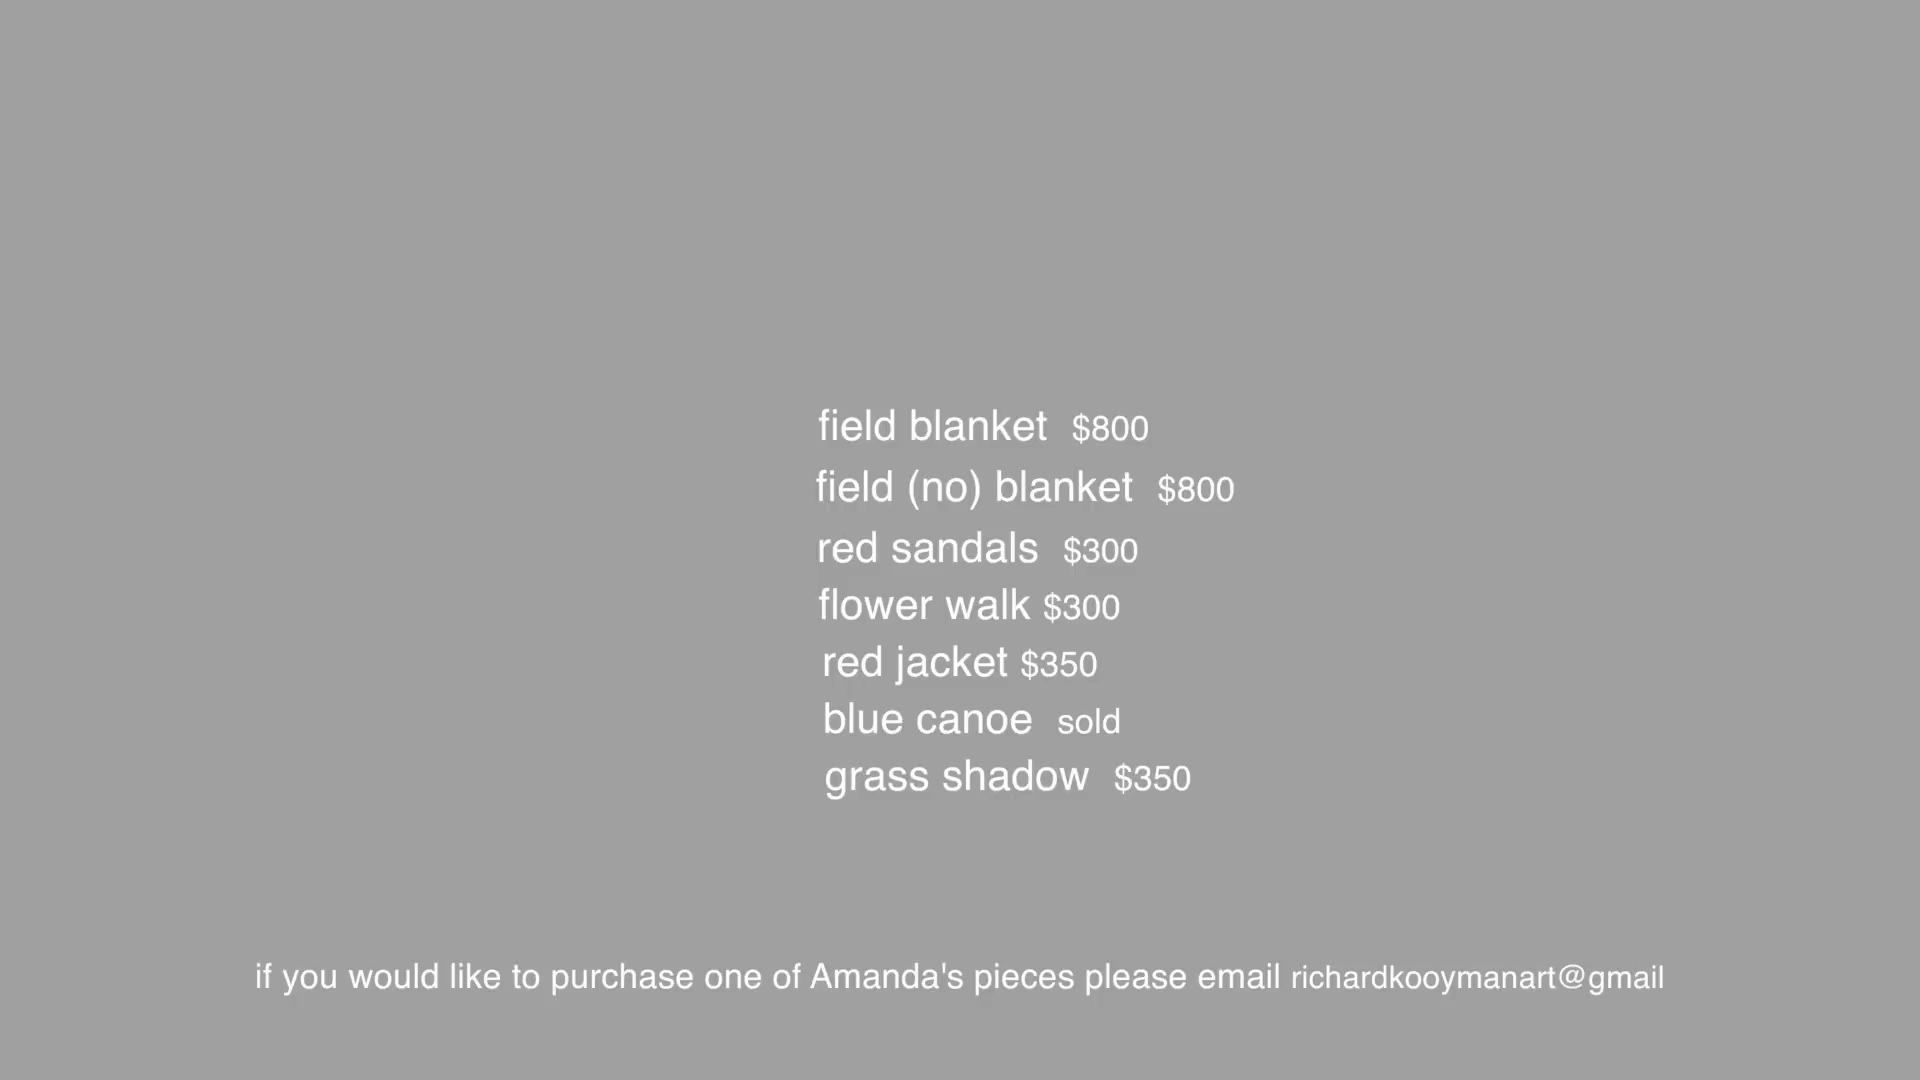 field blanket $800
field (no) blanket $800
red sandals $300
flower walk $300
red jacket $350
blue canoe sold
grass shadow $350
if you would like to purchase one of Amanda's pieces please email richardkooymanart@gmail